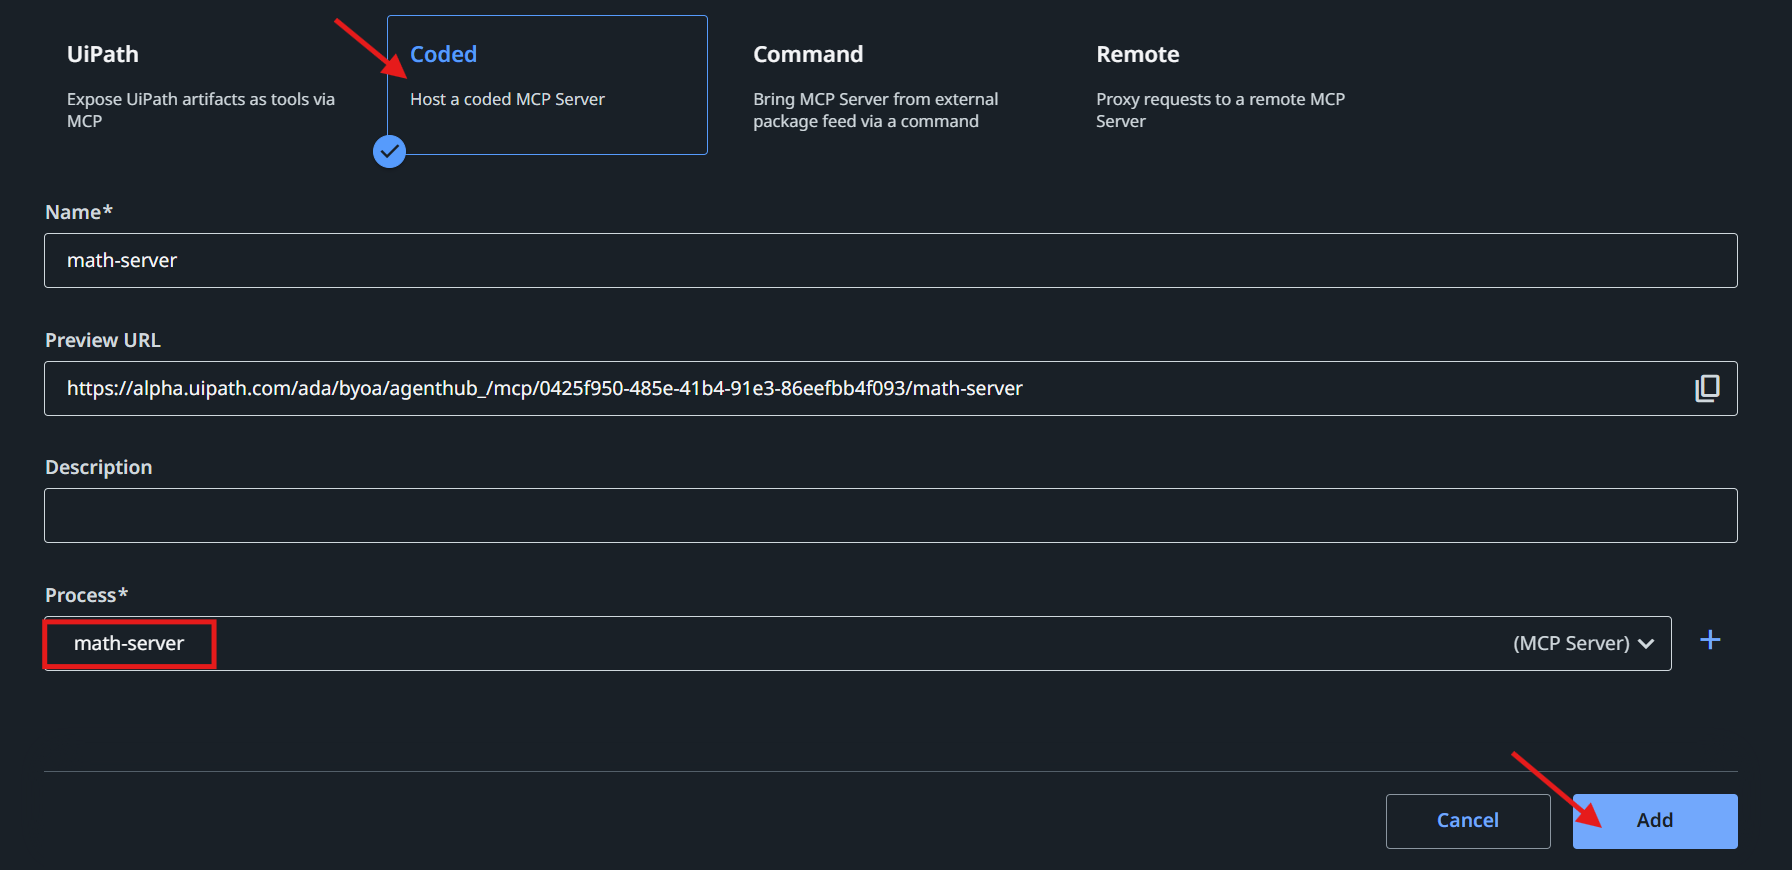 UiPath
Expose UiPath artifacts as tools via
MCP
Coded
Host a coded MCP Server
Command
Bring MCP Server from external
package feed via a command
Remote
Proxy requests to a remote MCP
Server
Name*
math-server
Preview URL
https://alpha.uipath.com/ada/byoa/agenthub_/mcp/0425f950-485e-41b4-91e3-86eefbb4f093/math-server
Description
Process*
math-server (MCP Server)
Cancel Add